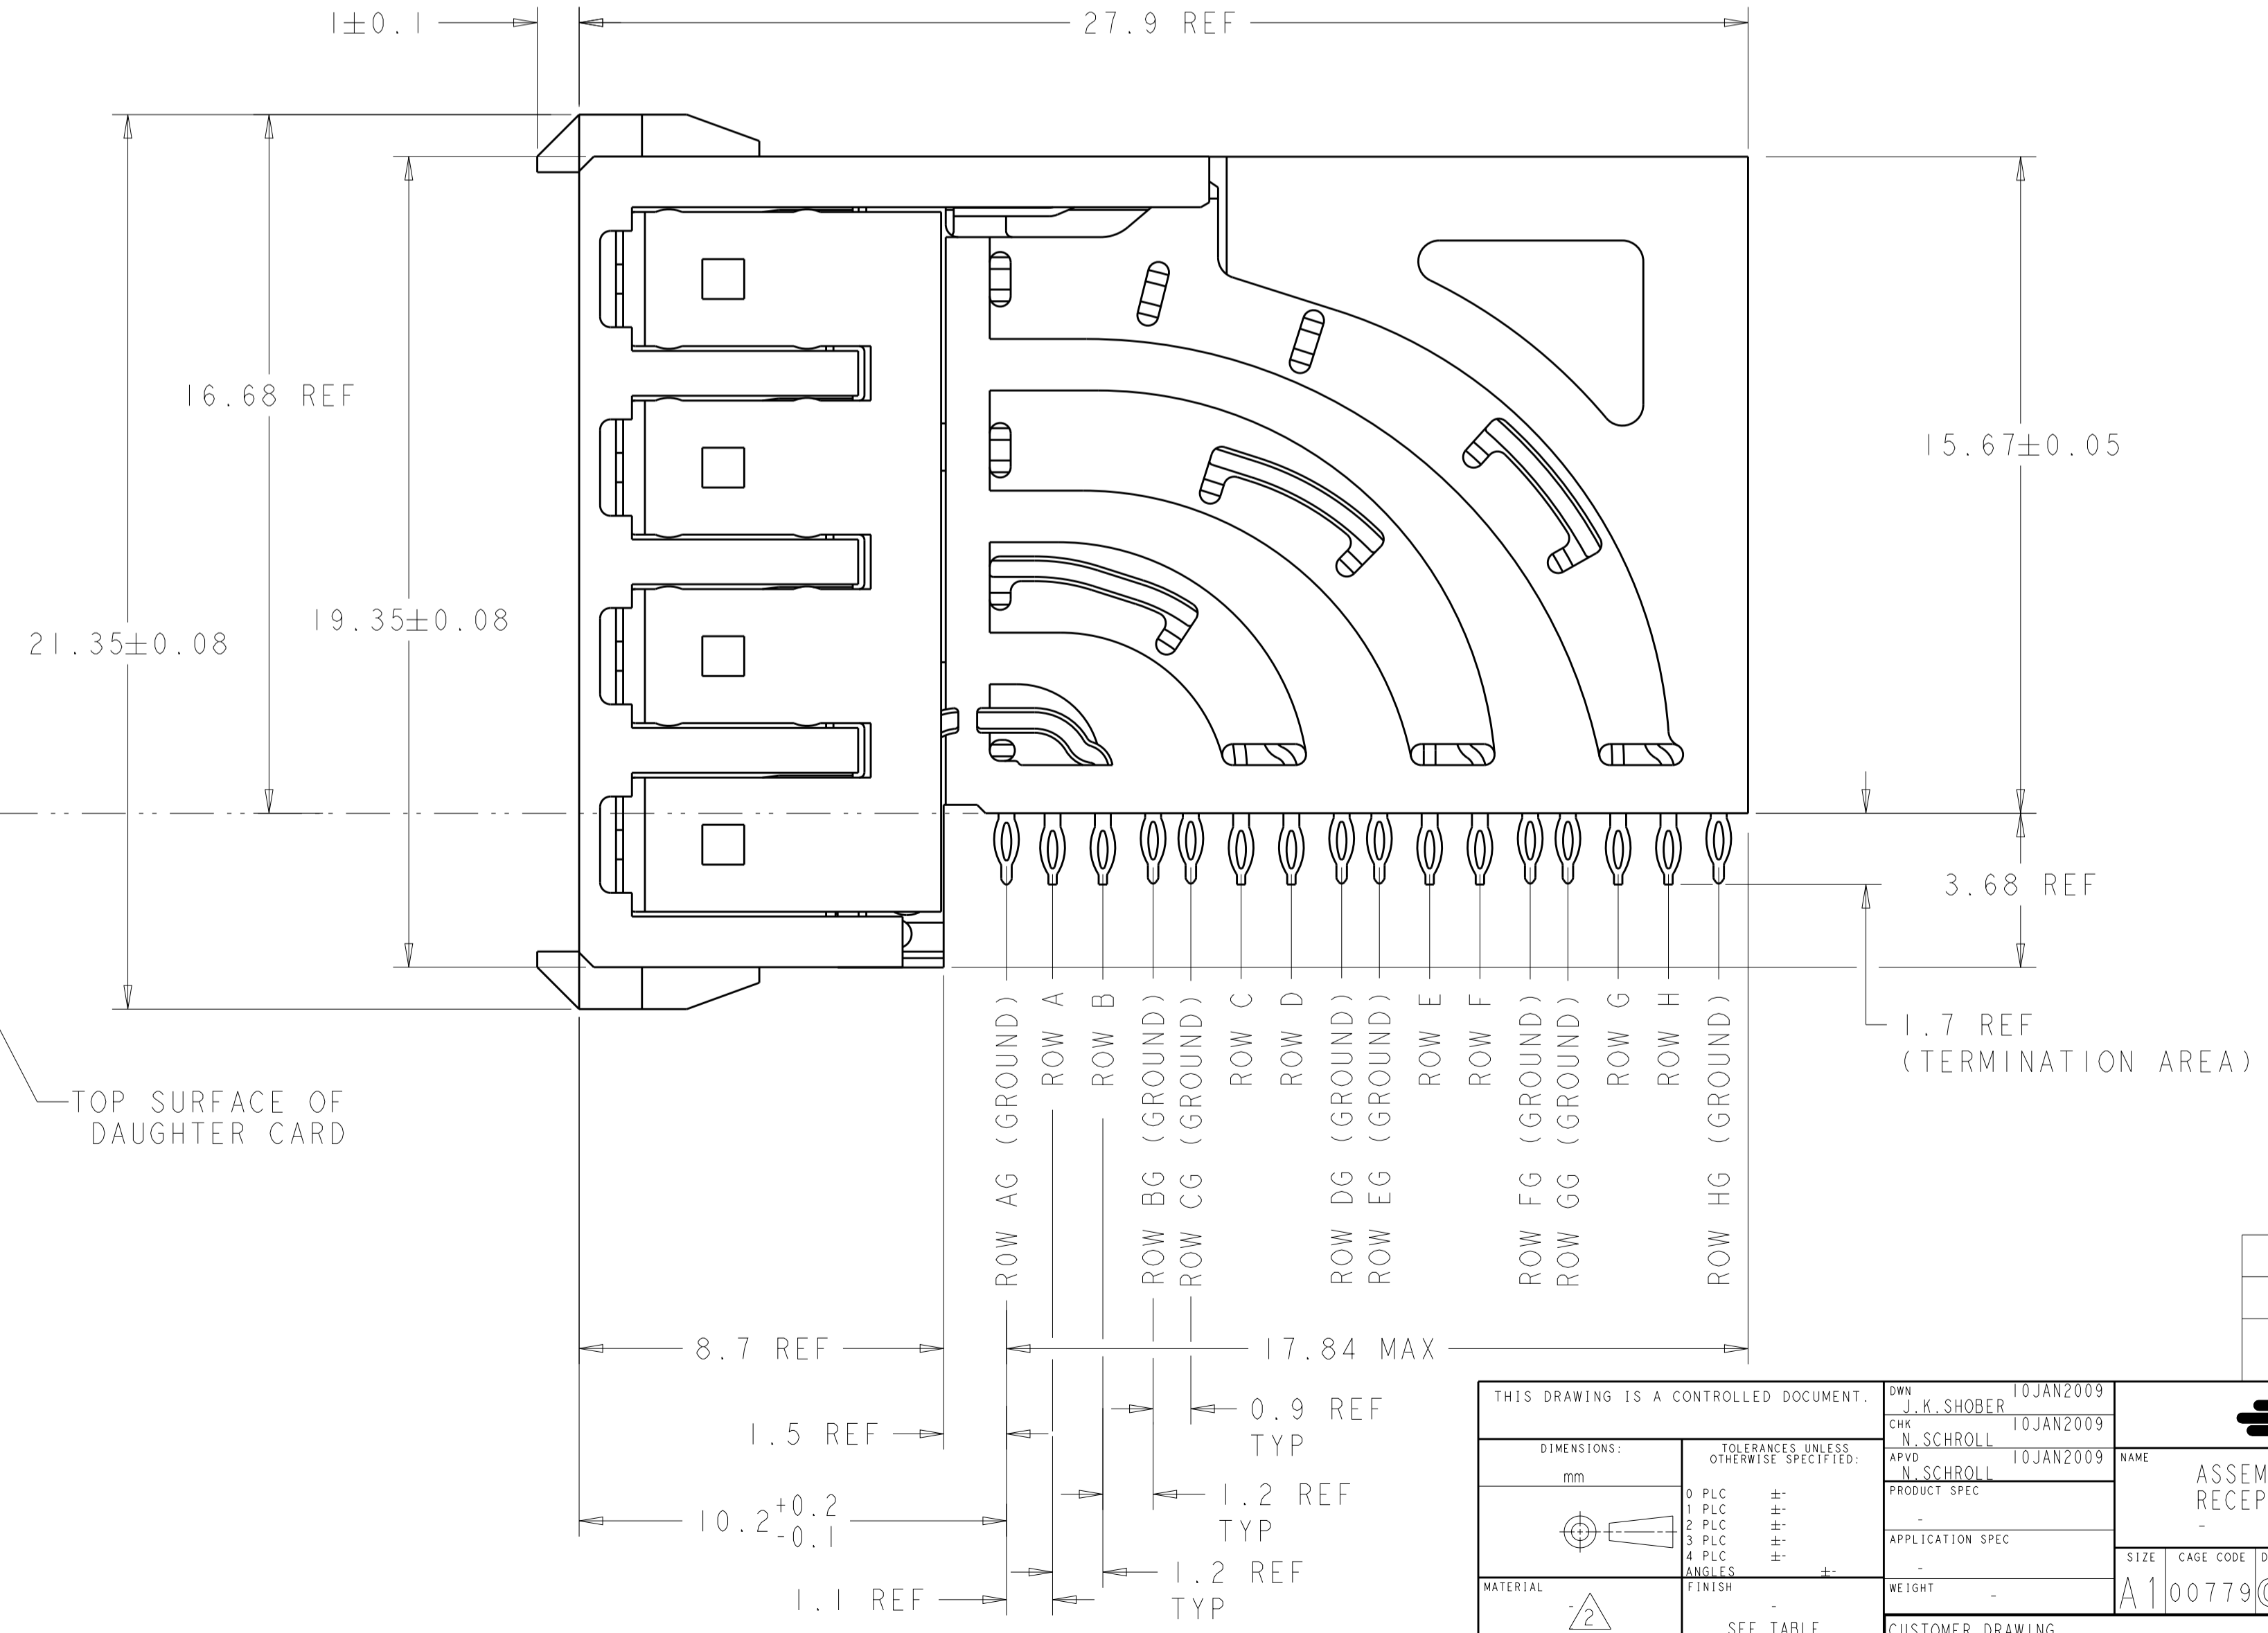 1±0.1
27.9 REF
16.68 REF
15.67±0.05
19.35±0.08
21.35±0.08
3.68 REF
1.7 REF
(TERMINATION AREA)
TOP SURFACE OF
DAUGHTER CARD
ROW AG (GROUND)
ROW A
ROW B
ROW BG (GROUND)
ROW CG (GROUND)
ROW C
ROW D
ROW DG (GROUND)
ROW EG (GROUND)
ROW E
ROW F
ROW FG (GROUND)
ROW GG (GROUND)
ROW G
ROW H
ROW HG (GROUND)
8.7 REF
17.84 MAX
0.9 REF
TYP
1.5 REF
1.2 REF
TYP
10.2 +0.2
-0.1
1.2 REF
TYP
1.1 REF
THIS DRAWING IS A CONTROLLED DOCUMENT.
DIMENSIONS:
mm
TOLERANCES UNLESS
OTHERWISE SPECIFIED:
0 PLC ±-
1 PLC ±-
2 PLC ±-
3 PLC ±-
4 PLC ±-
ANGLES ±-
MATERIAL
- 2
FINISH
-
SEE TABLE
DWN 10JAN2009
J.K.SHOBER
CHK 10JAN2009
N.SCHROLL
APVD 10JAN2009
N.SCHROLL
PRODUCT SPEC
-
APPLICATION SPEC
-
WEIGHT -
NAME
ASSEM
RECEP
-
SIZE
A1
CAGE CODE
00779
CUSTOMER DRAWING